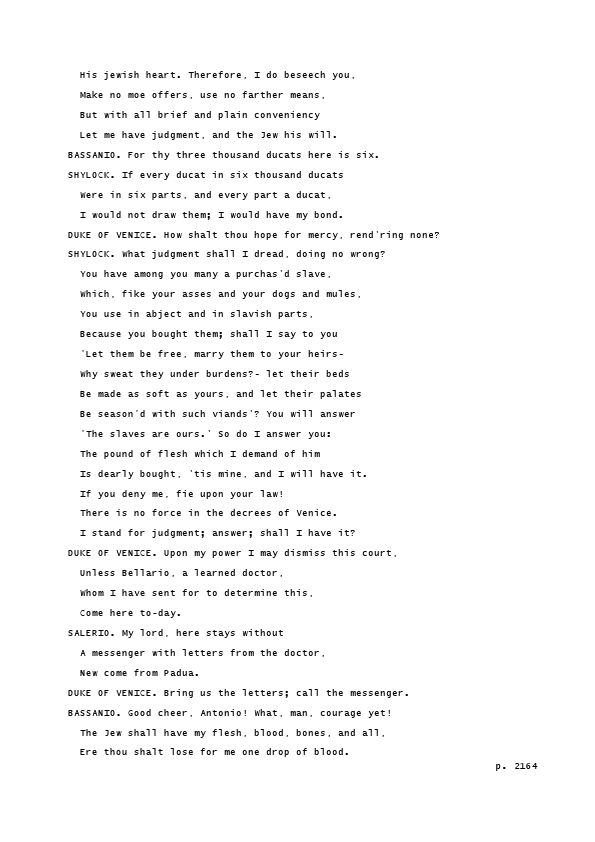 His jewish heart. Therefore, I do beseech you,
Make no moe offers, use no farther means,
But with all brief and plain conveniency
Let me have judgment, and the Jew his will.
BASSANIO. For thy three thousand ducats here is six.
SHYLOCK. If every ducat in six thousand ducats
Were in six parts, and every part a ducat,
I would not draw them; I would have my bond.
DUKE OF VENICE. How shalt thou hope for mercy, rend'ring none?
SHYLOCK. What judgment shall I dread, doing no wrong?
You have among you many a purchas'd slave,
Which, fike your asses and your dogs and mules,
You use in abject and in slavish parts,
Because you bought them; shall I say to you
'Let them be free, marry them to your heirs-
Why sweat they under burdens?- let their beds
Be made as soft as yours, and let their palates
Be season'd with such viands'? You will answer
'The slaves are ours.' So do I answer you:
The pound of flesh which I demand of him
Is dearly bought, 'tis mine, and I will have it.
If you deny me, fie upon your law!
There is no force in the decrees of Venice.
I stand for judgment; answer; shall I have it?
DUKE OF VENICE. Upon my power I may dismiss this court,
Unless Bellario, a learned doctor,
Whom I have sent for to determine this,
Come here to-day.
SALERIO. My lord, here stays without
A messenger with letters from the doctor,
New come from Padua.
DUKE OF VENICE. Bring us the letters; call the messenger.
BASSANIO. Good cheer, Antonio! What, man, courage yet!
The Jew shall have my flesh, blood, bones, and all,
Ere thou shalt lose for me one drop of blood.
p. 2164